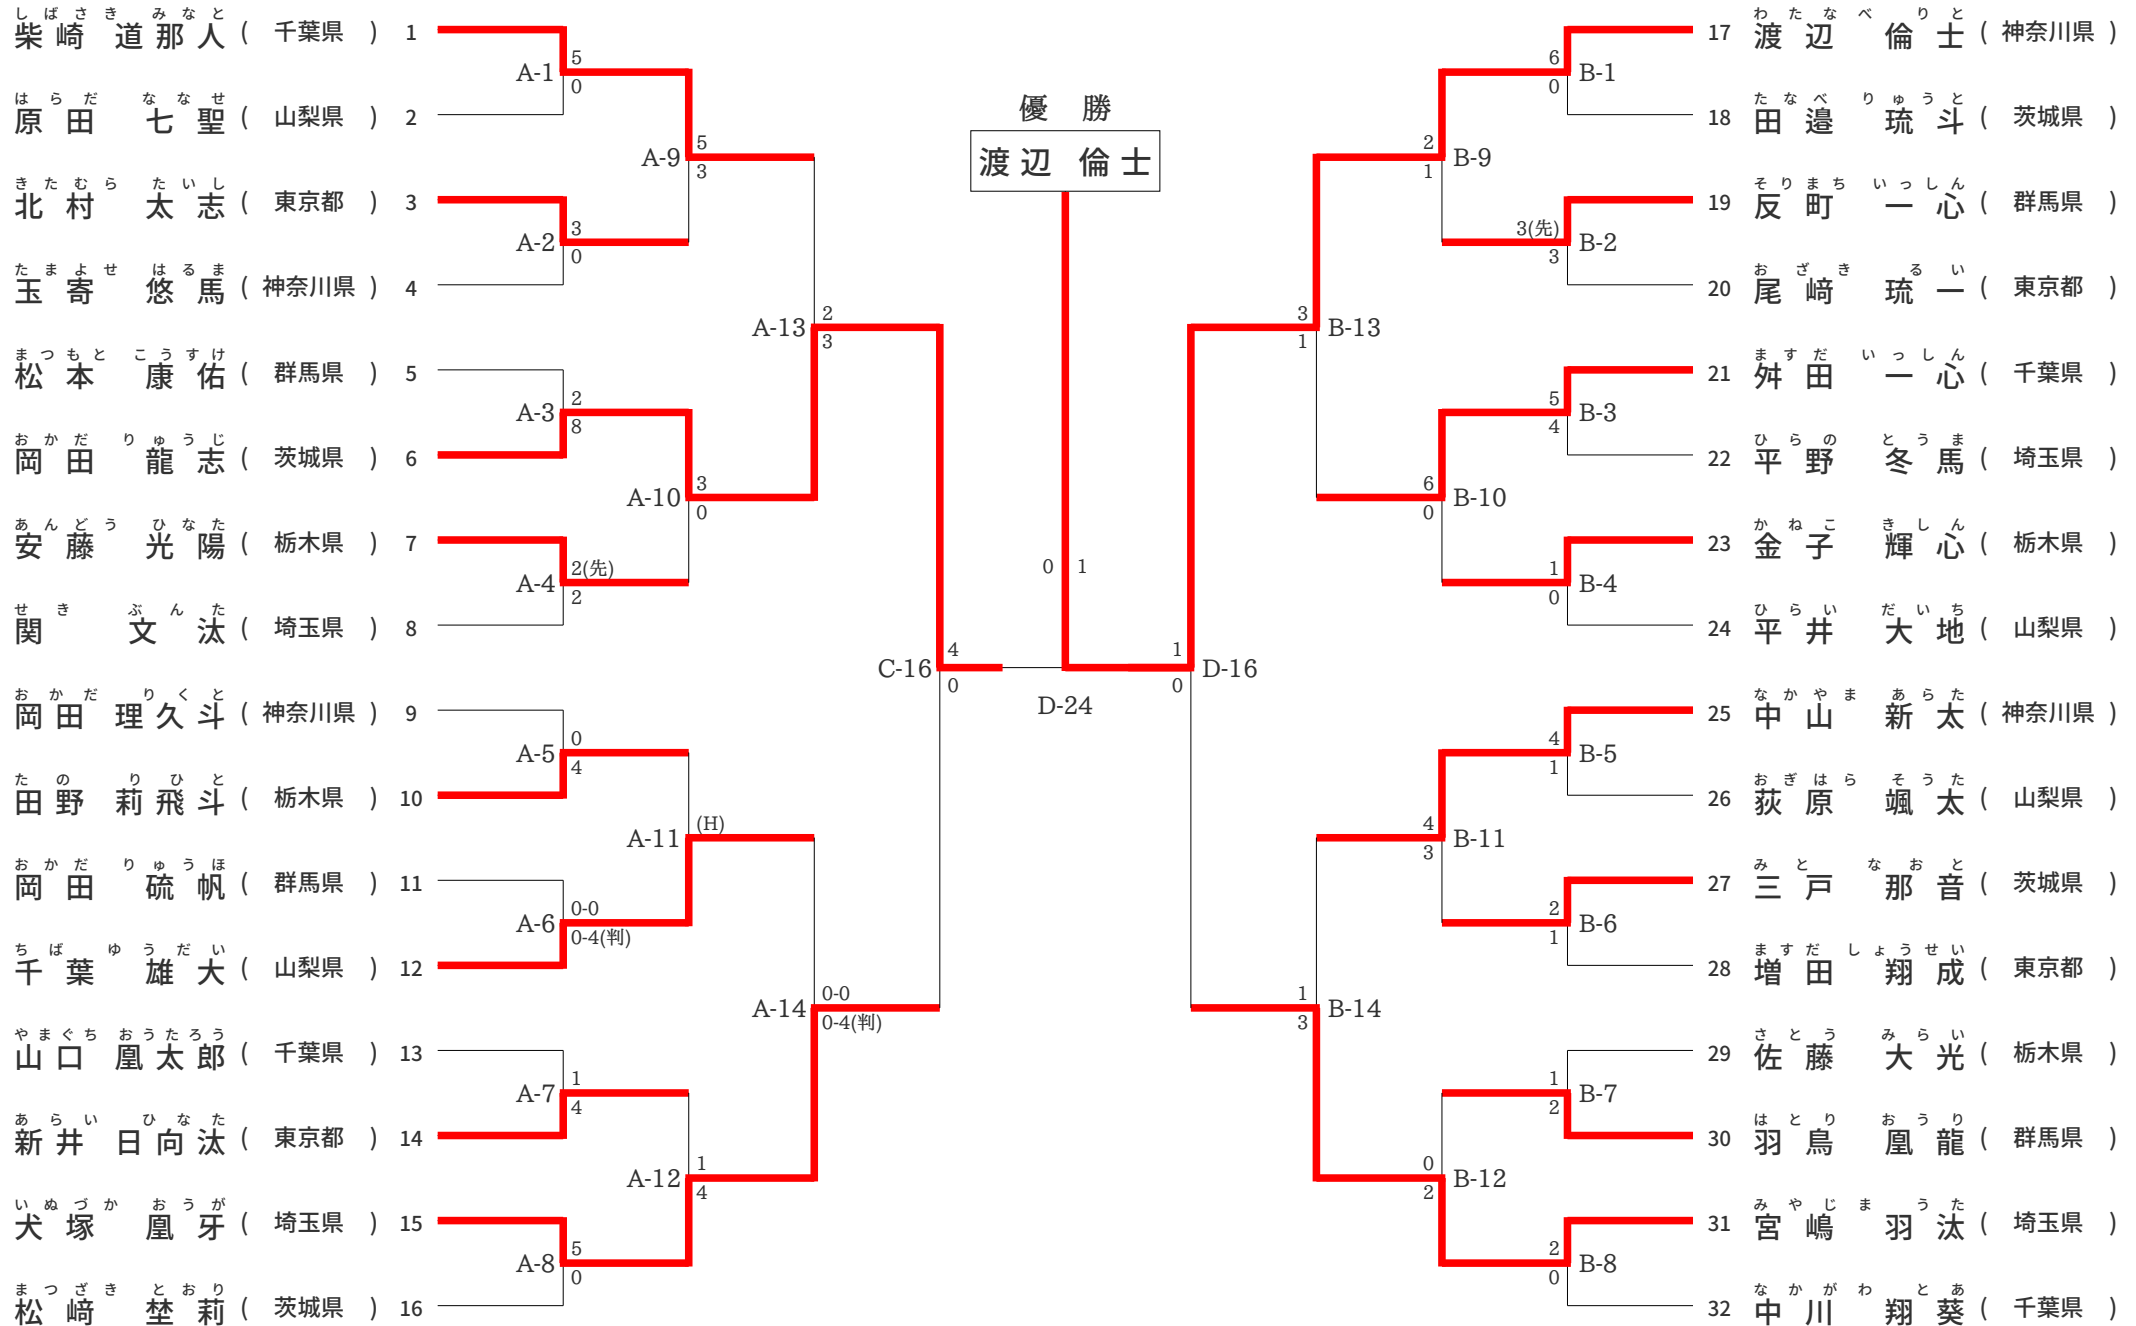 優 勝
渡辺 倫士
しばさき みなと
柴崎 道那人 ( 千葉県 ) 1
はらだ ななせ
原田 七聖 ( 山梨県 ) 2
きたむら たいし
北村 太志 ( 東京都 ) 3
たまよせ はるま
玉寄 悠馬 ( 神奈川県 ) 4
まつもと こうすけ
松本 康佑 ( 群馬県 ) 5
おかだ りゅうじ
岡田 龍志 ( 茨城県 ) 6
あんどう ひなた
安藤 光陽 ( 栃木県 ) 7
せき ぶんた
関 文汰 ( 埼玉県 ) 8
おかだ りくと
岡田 理久斗 ( 神奈川県 ) 9
たの りひと
田野 莉飛斗 ( 栃木県 ) 10
おかだ りゅうほ
岡田 硫帆 ( 群馬県 ) 11
ちば ゆうだい
千葉 雄大 ( 山梨県 ) 12
やまぐち おうたろう
山口 凰太郎 ( 千葉県 ) 13
あらい ひなた
新井 日向汰 ( 東京都 ) 14
いぬづか おうが
犬塚 凰牙 ( 埼玉県 ) 15
まつざき とおり
松﨑 埜莉 ( 茨城県 ) 16
A-1 5 0
A-2 3 0
A-3 2 8
A-4 2(先) 2
A-5 0 4
A-6 0-0 0-4(判)
A-7 1 4
A-8 5 0
A-9 5 3
A-10 3 0
A-11 (H)
A-12 1 4
A-13 2 3
A-14 0-0 0-4(判)
C-16 4 0
0 1
D-24
1 0 D-16
3 1 B-13
1 3 B-14
2 1 B-9
6 0 B-10
4 3 B-11
0 2 B-12
6 0 B-1
3(先) 3 B-2
5 4 B-3
1 0 B-4
4 1 B-5
2 1 B-6
1 2 B-7
2 0 B-8
わたなべ りと
17 渡辺 倫士 ( 神奈川県 )
たなべ りゅうと
18 田邉 琉斗 ( 茨城県 )
そりまち いっしん
19 反町 一心 ( 群馬県 )
おざき るい
20 尾﨑 琉一 ( 東京都 )
ますだ いっしん
21 舛田 一心 ( 千葉県 )
ひらの とうま
22 平野 冬馬 ( 埼玉県 )
かねこ きしん
23 金子 輝心 ( 栃木県 )
ひらい だいち
24 平井 大地 ( 山梨県 )
なかやま あらた
25 中山 新太 ( 神奈川県 )
おぎはら そうた
26 荻原 颯太 ( 山梨県 )
みと なおと
27 三戸 那音 ( 茨城県 )
ますだ しょうせい
28 増田 翔成 ( 東京都 )
さとう みらい
29 佐藤 大光 ( 栃木県 )
はとり おうり
30 羽鳥 凰龍 ( 群馬県 )
みやじま うた
31 宮嶋 羽汰 ( 埼玉県 )
なかがわ とあ
32 中川 翔葵 ( 千葉県 )